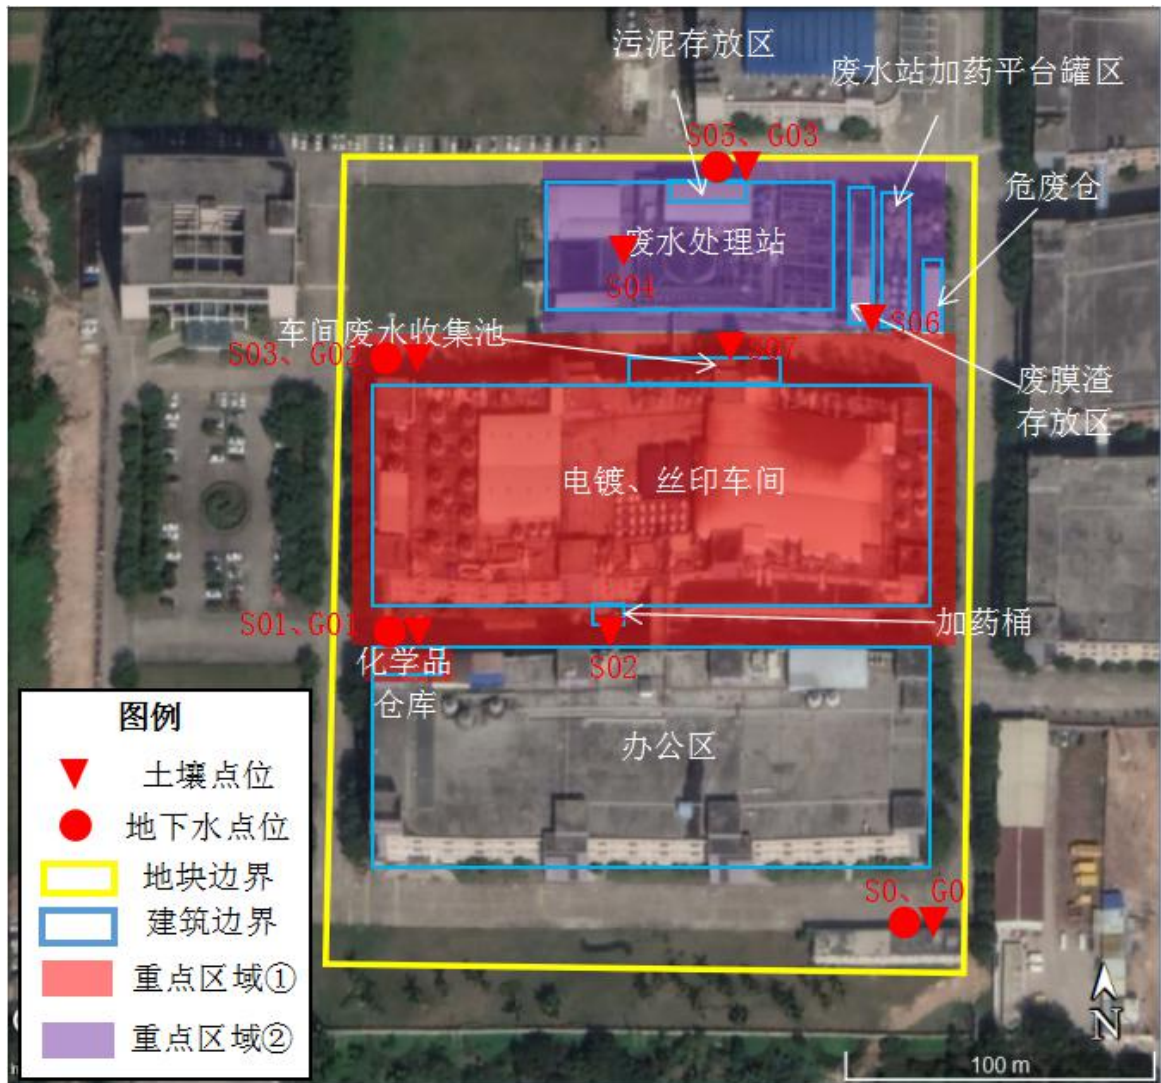 污泥存放区
废水站加药平台罐区
S05、G03
危废仓
废水处理站
S04
S06
车间废水收集池
S07
S03、G02
废膜渣
存放区
电镀、丝印车间
S01、G01
加药桶
化学品
仓库
S02
办公区
图例
土壤点位
地下水点位
地块边界
建筑边界
重点区域①
重点区域②
S0、G0
N
100 m